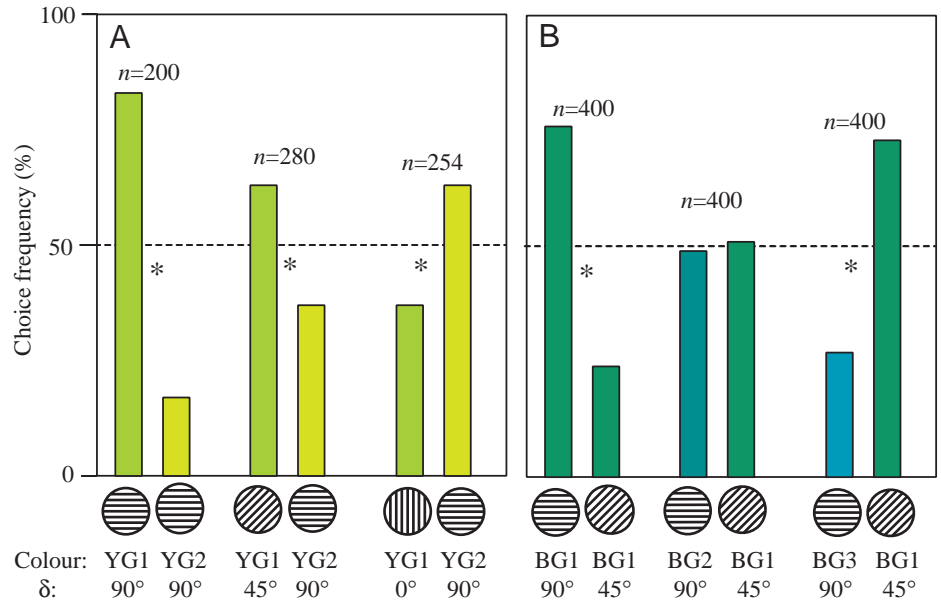 100
A
B
n=200
n=400
n=400
n=280
n=254
n=400
50
*
*
*
*
*
Choice frequency (%)
0
Colour: YG1 YG2 YG1 YG2 YG1 YG2 BG1 BG1 BG2 BG1 BG3 BG1
δ: 90° 90° 45° 90° 0° 90° 90° 45° 90° 45° 90° 45°